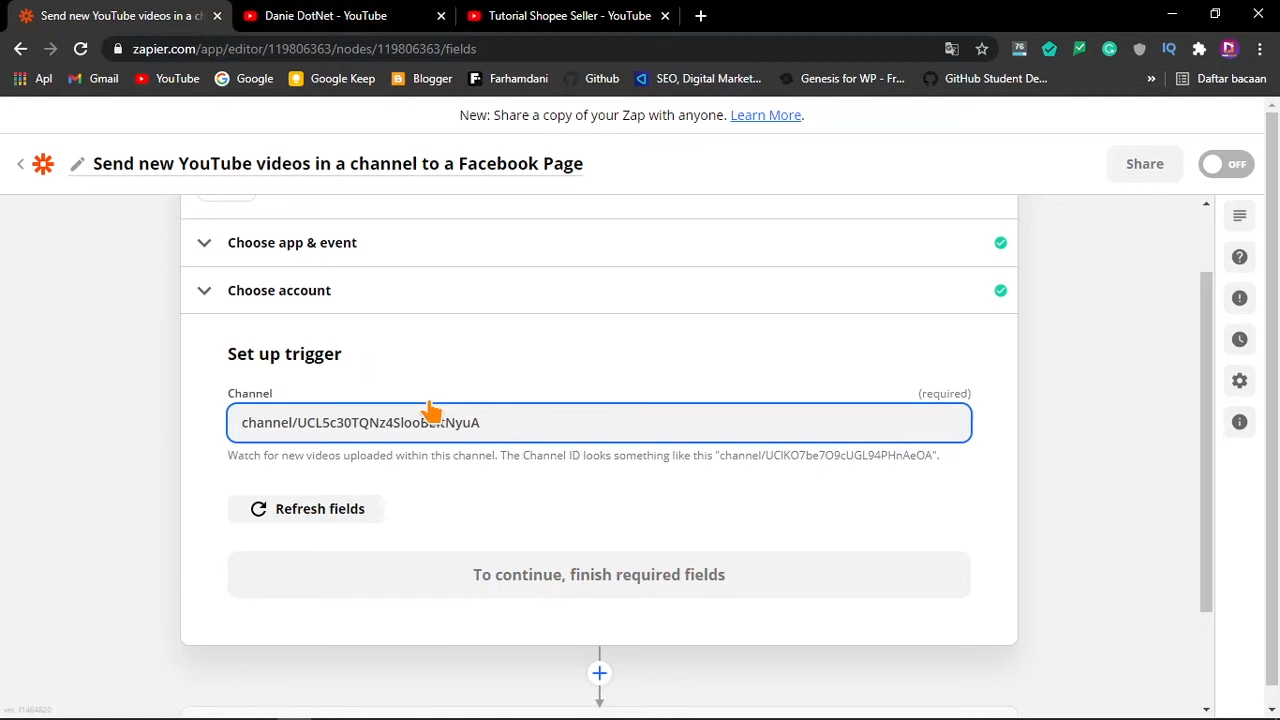 Send new YouTube videos in a ch
Danie DotNet - YouTube
Tutorial Shopee Seller - YouTube
zapier.com/app/editor/119806363/nodes/119806363/fields
76
IQ
D
Apl
Gmail
YouTube
Google
Google Keep
Blogger
Farhamdani
Github
SEO, Digital Market...
Genesis for WP - Fr...
GitHub Student De...
»
Daftar bacaan
New: Share a copy of your Zap with anyone. Learn More.
Send new YouTube videos in a channel to a Facebook Page
Share
OFF
Choose app & event
Choose account
Set up trigger
Channel
(required)
Watch for new videos uploaded within this channel. The Channel ID looks something like this "channel/UCIKO7be7O9cUGL94PHnAeOA".
Refresh fields
To continue, finish required fields